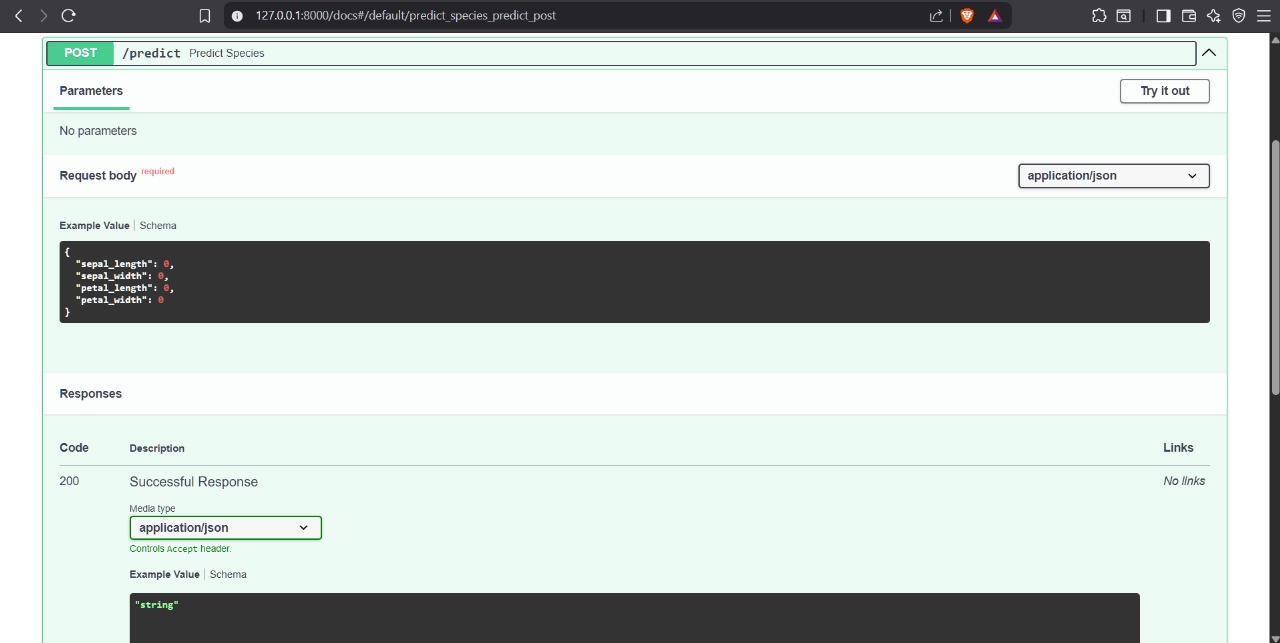 127.0.0.1:8000/docs#/default/predict_species_predict_post
POST /predict Predict Species
Parameters
Try it out
No parameters
Request body required
application/json
Example Value | Schema
{
  "sepal_length": 0,
  "sepal_width": 0,
  "petal_length": 0,
  "petal_width": 0
}
Responses
Code Description Links
200 Successful Response No links
Media type
application/json
Controls Accept header.
Example Value | Schema
"string"